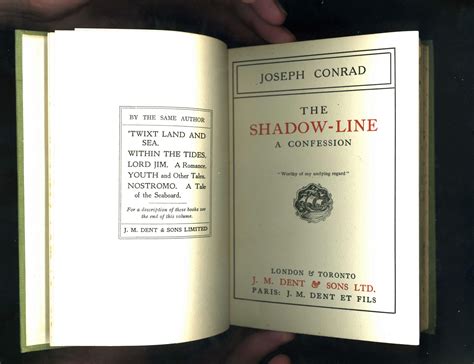 BY THE SAME AUTHOR
'TWIXT LAND AND
SEA.
WITHIN THE TIDES.
LORD JIM. A Romance.
YOUTH and Other Tales.
NOSTROMO. A Tale
of the Seaboard.
For a description of these books see
the end of this volume.
J. M. DENT & SONS LIMITED
JOSEPH CONRAD
THE
SHADOW-LINE
A CONFESSION
"Worthy of my undying regard"
LONDON & TORONTO
J. M. DENT & SONS LTD.
PARIS: J. M. DENT ET FILS